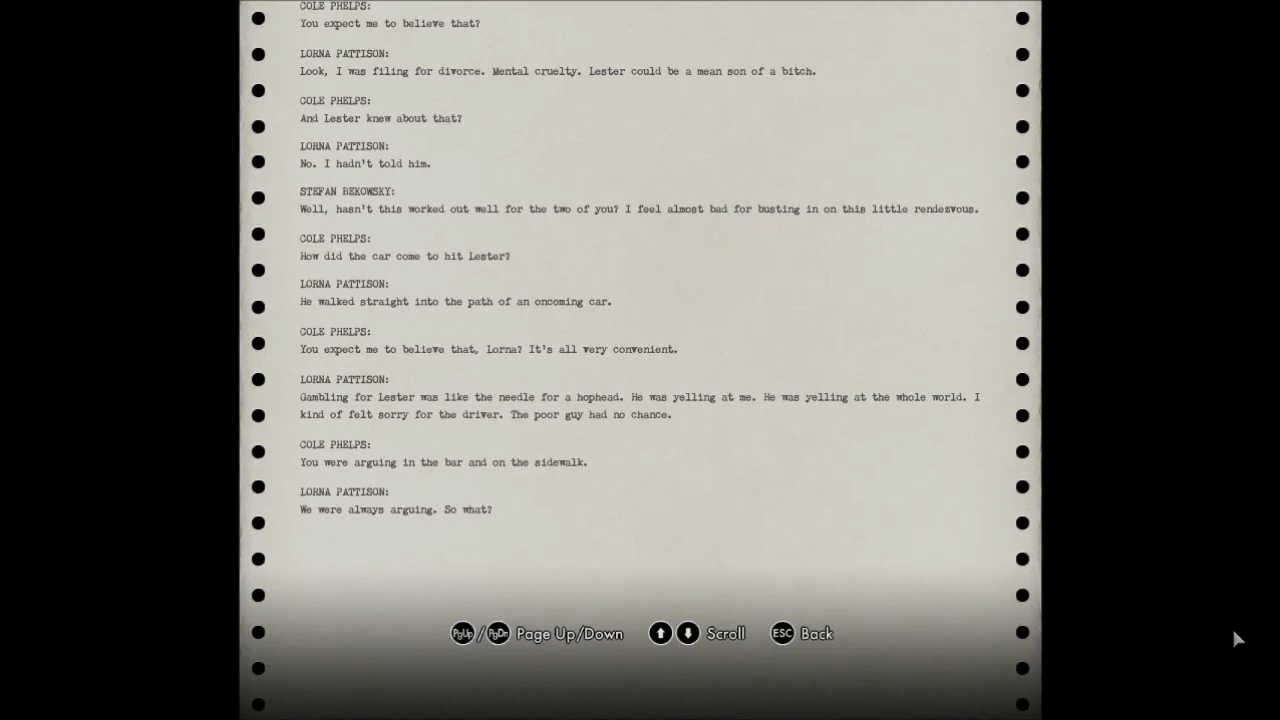 COLE PHELPS:
You expect me to believe that?
LORNA PATTISON:
Look, I was filing for divorce. Mental cruelty. Lester could be a mean son of a bitch.
COLE PHELPS:
And Lester knew about that?
LORNA PATTISON:
No. I hadn't told him.
STEFAN BEKOWSKY:
Well, hasn't this worked out well for the two of you? I feel almost bad for busting in on this little rendezvous.
COLE PHELPS:
How did the car come to hit Lester?
LORNA PATTISON:
He walked straight into the path of an oncoming car.
COLE PHELPS:
You expect me to believe that, Lorna? It's all very convenient.
LORNA PATTISON:
Gambling for Lester was like the needle for a hophead. He was yelling at me. He was yelling at the whole world. I
kind of felt sorry for the driver. The poor guy had no chance.
COLE PHELPS:
You were arguing in the bar and on the sidewalk.
LORNA PATTISON:
We were always arguing. So what?
PgUp/PgDn Page Up/Down Scroll ESC Back